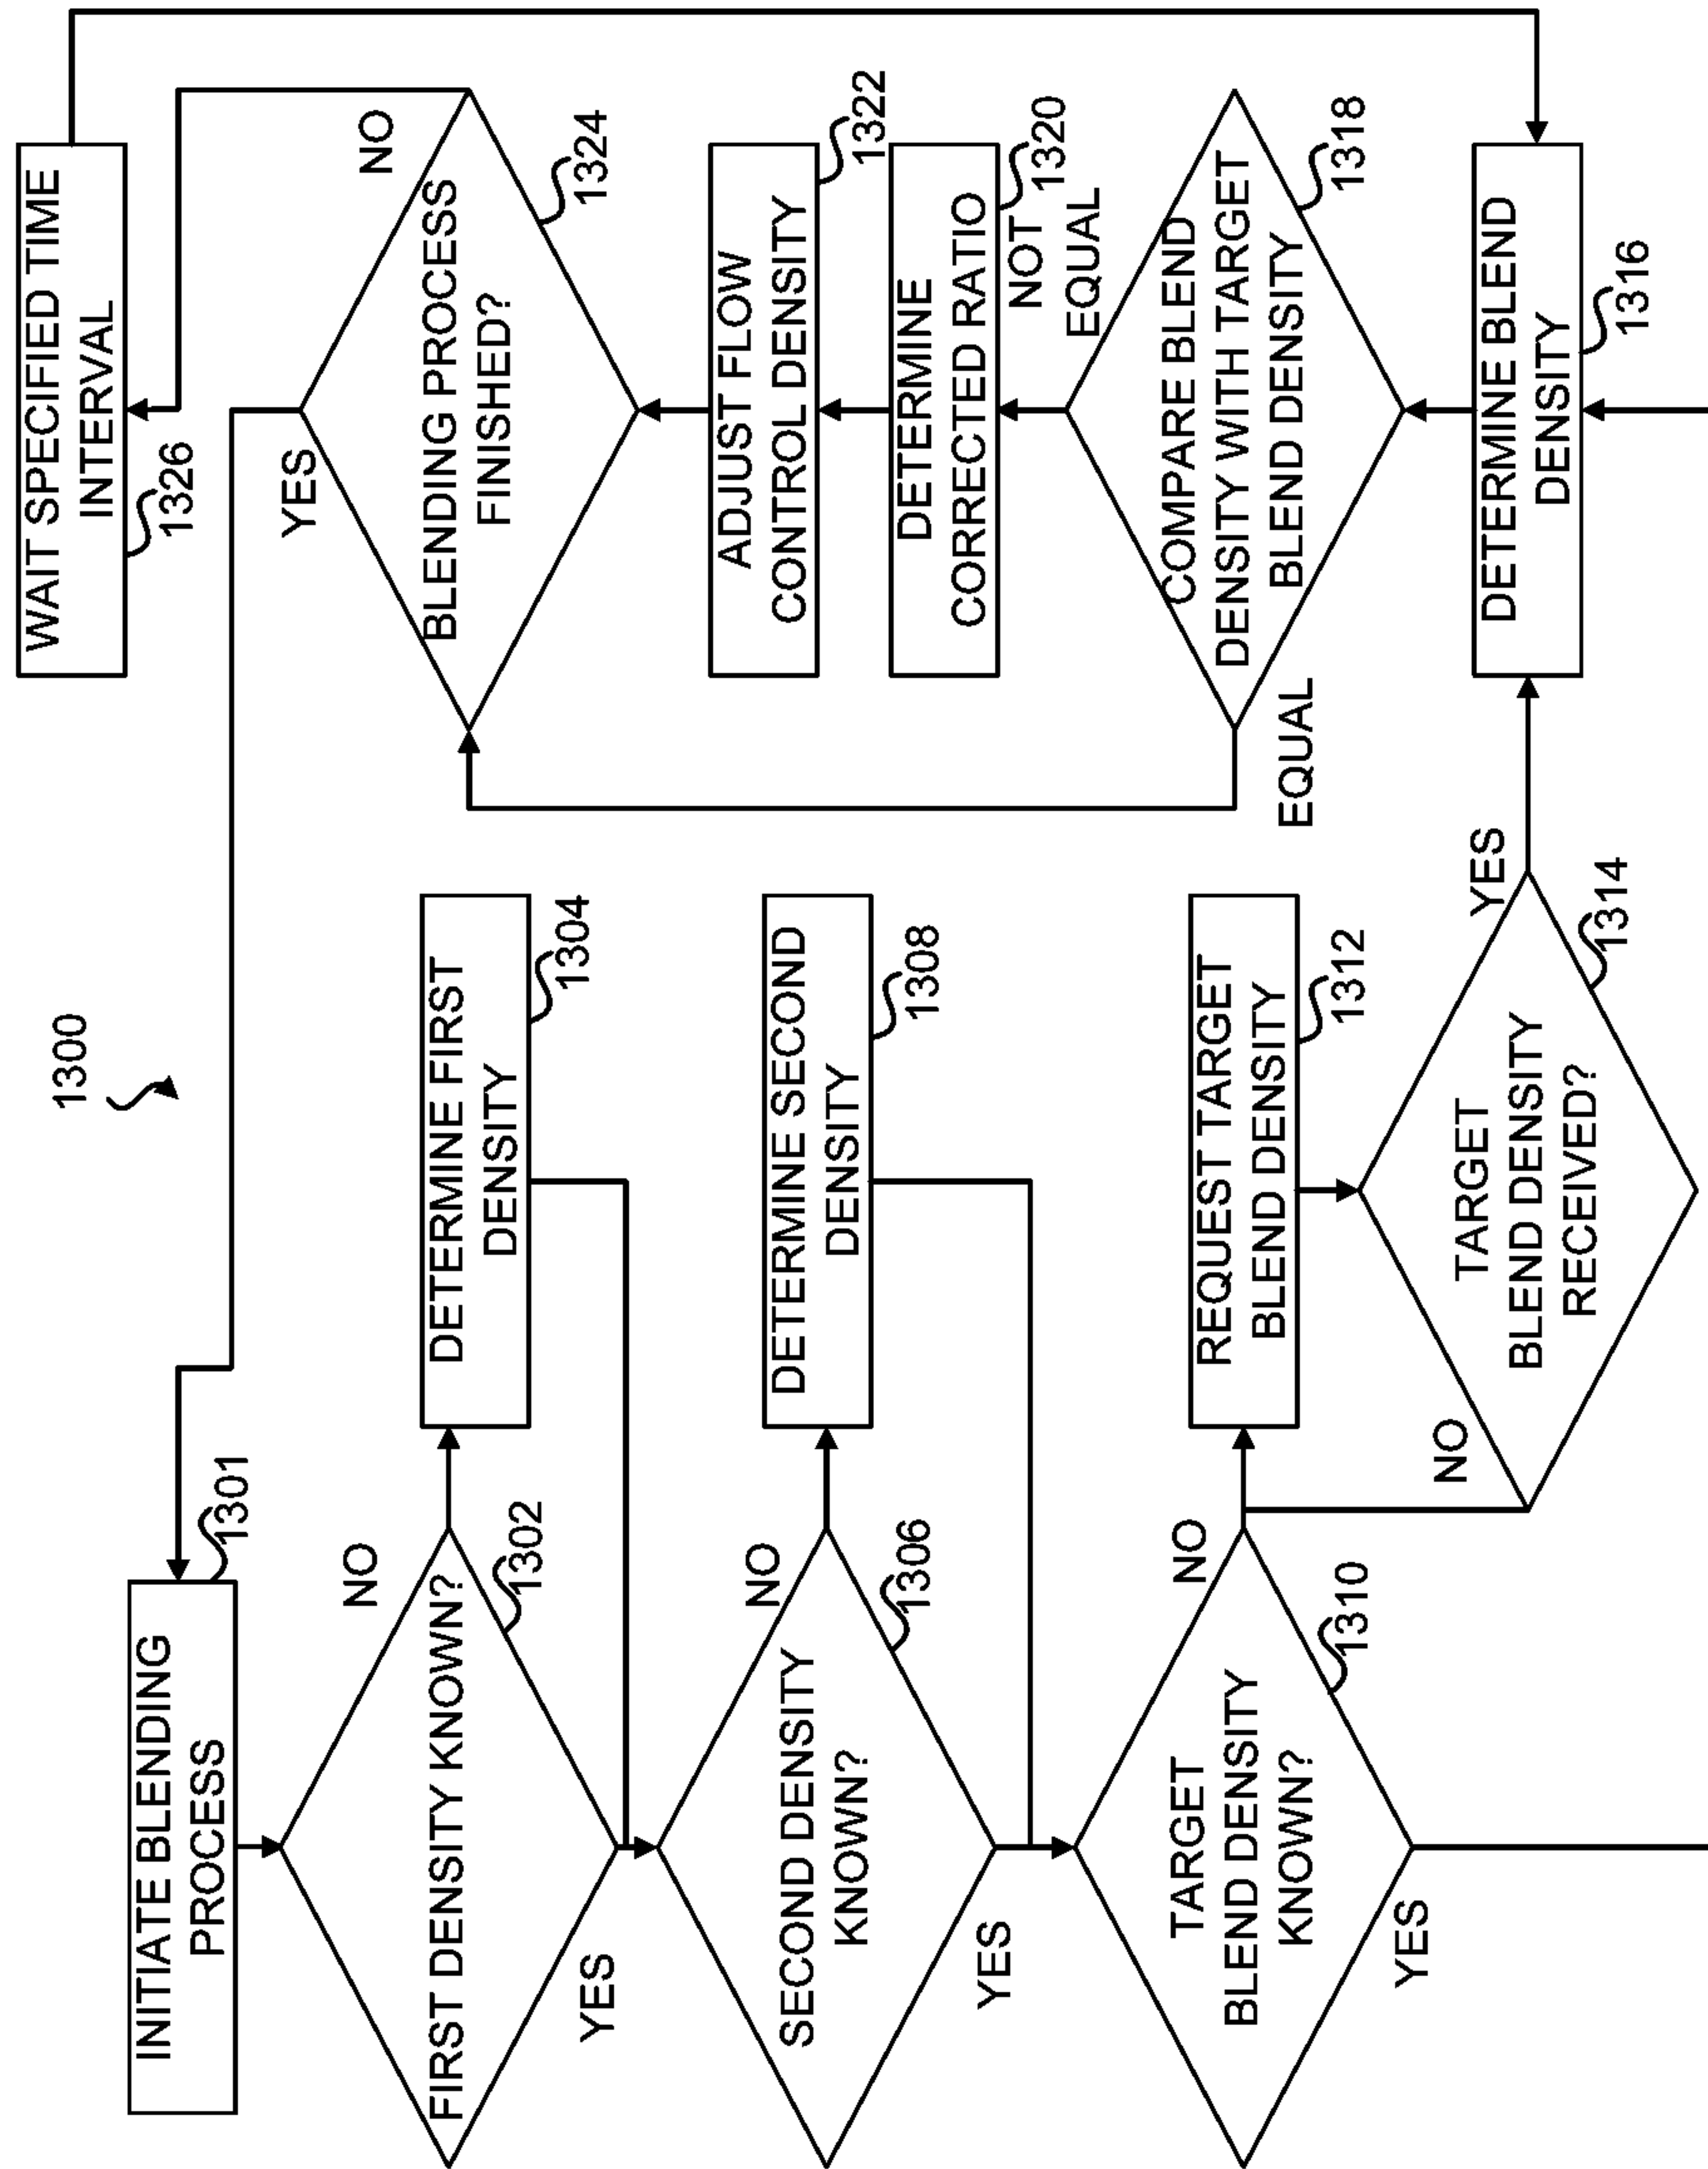 1300
INITIATE BLENDING
PROCESS
1301
FIRST DENSITY KNOWN?
1302
NO
YES
DETERMINE FIRST
DENSITY
1304
SECOND DENSITY
KNOWN?
1306
NO
YES
DETERMINE SECOND
DENSITY
1308
TARGET
BLEND DENSITY
KNOWN?
1310
NO
YES
REQUEST TARGET
BLEND DENSITY
1312
TARGET
BLEND DENSITY
RECEIVED?
1314
NO
YES
DETERMINE BLEND
DENSITY
1316
COMPARE BLEND
DENSITY WITH TARGET
BLEND DENSITY
1318
EQUAL
NOT
EQUAL
DETERMINE
CORRECTED RATIO
1320
ADJUST FLOW
CONTROL DENSITY
1322
BLENDING PROCESS
FINISHED?
1324
YES
NO
WAIT SPECIFIED TIME
INTERVAL
1326